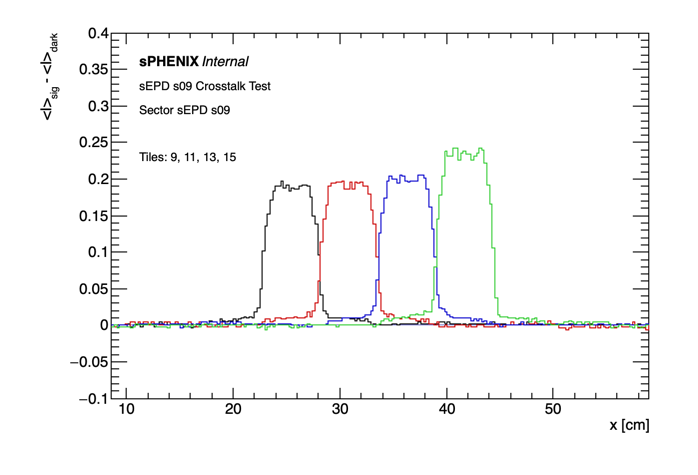 <I>sig - <I>dark
0.4
0.35
0.3
0.25
0.2
0.15
0.1
0.05
0
−0.05
−0.1
sPHENIX Internal
sEPD s09 Crosstalk Test
Sector sEPD s09
Tiles: 9, 11, 13, 15
10 20 30 40 50
x [cm]